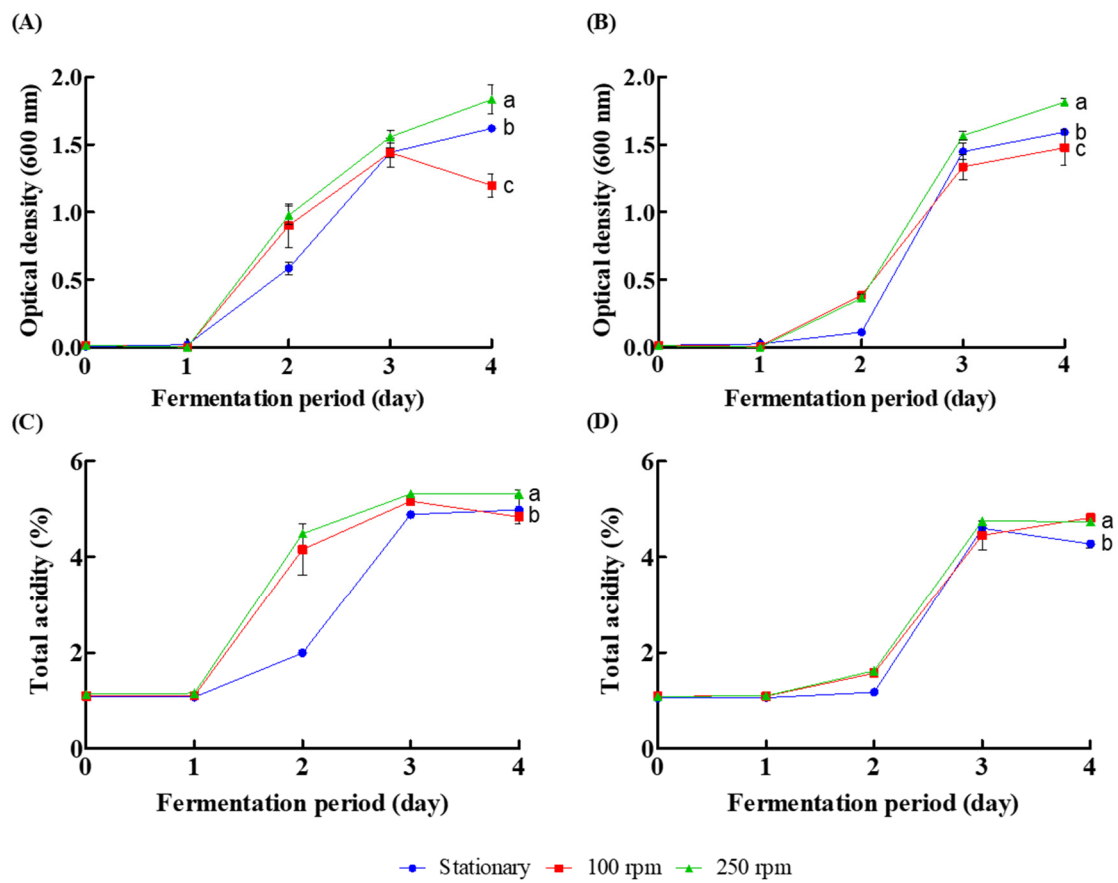 (A)
(B)
Optical density (600 nm)
2.0
1.5
1.0
0.5
0.0
0 1 2 3 4
Fermentation period (day)
a
b
c
Optical density (600 nm)
2.0
1.5
1.0
0.5
0.0
0 1 2 3 4
Fermentation period (day)
a
b
c
(C)
(D)
Total acidity (%)
6
4
2
0
0 1 2 3 4
Fermentation period (day)
a
b
Total acidity (%)
6
4
2
0
0 1 2 3 4
Fermentation period (day)
a
b
Stationary 100 rpm 250 rpm